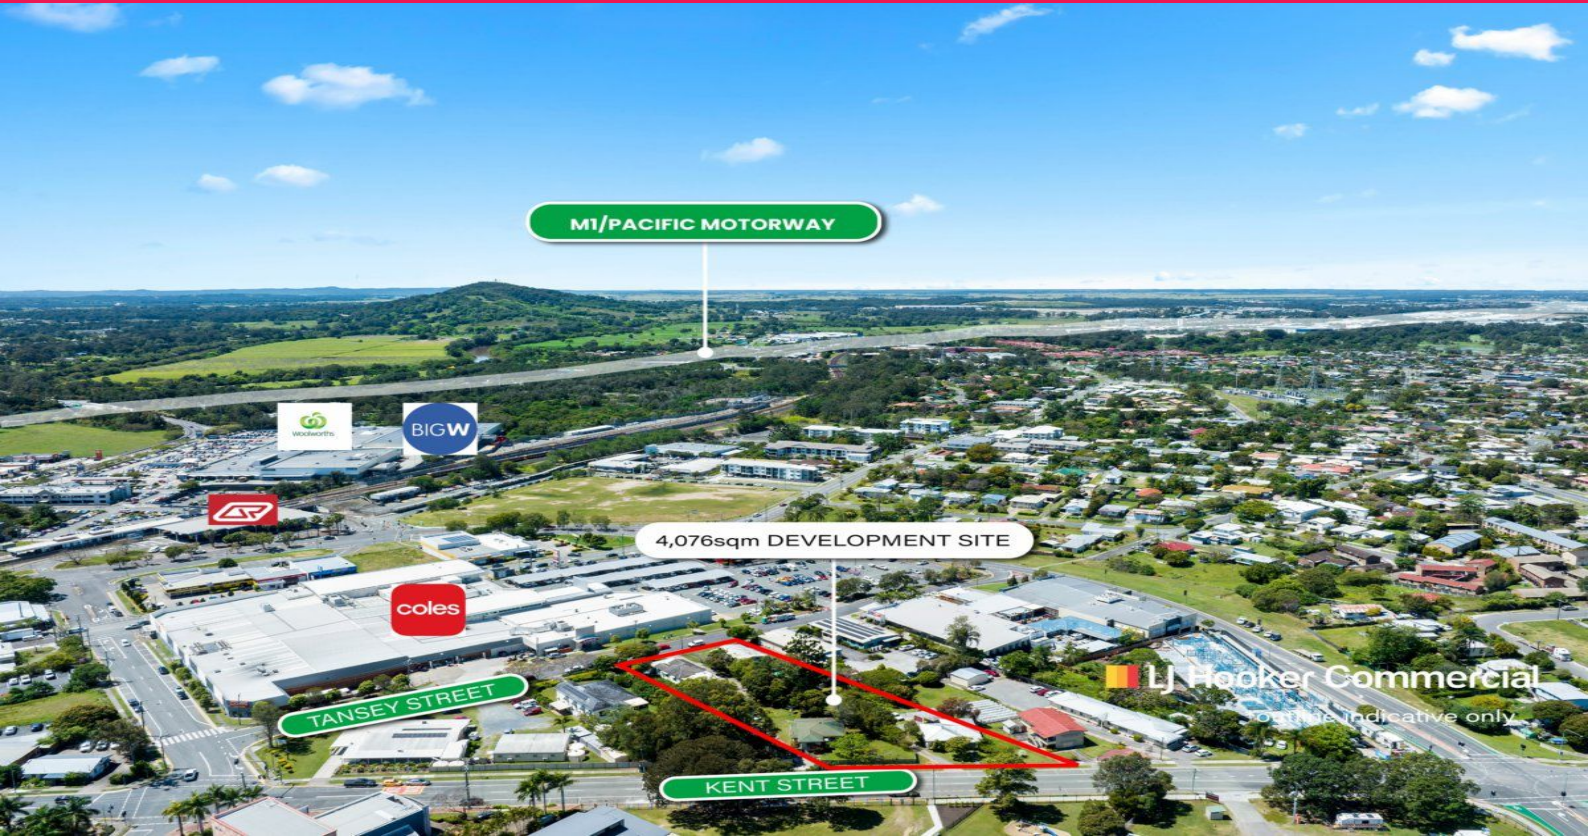 M1/PACIFIC MOTORWAY
woolworths
BIGW
4,076sqm DEVELOPMENT SITE
coles
TANSEY STREET
LJ Hooker Commercial
outline indicative only
KENT STREET